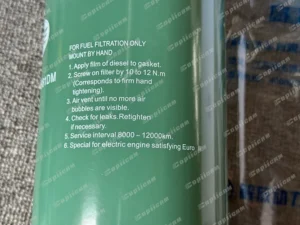 FOR FUEL FILTRATION ONLY
MOUNT BY HAND
1. Apply film of diesel to gasket.
2. Screw on filter by 10 to 12 N.m
(Corresponds to firm hand
tightening).
3. Air vent until no more air
bubbles are visible.
4. Check for leaks. Retighten
if necessary.
5. Service interval 8000 – 12000km.
6. Special for electric engine satisfying Euro